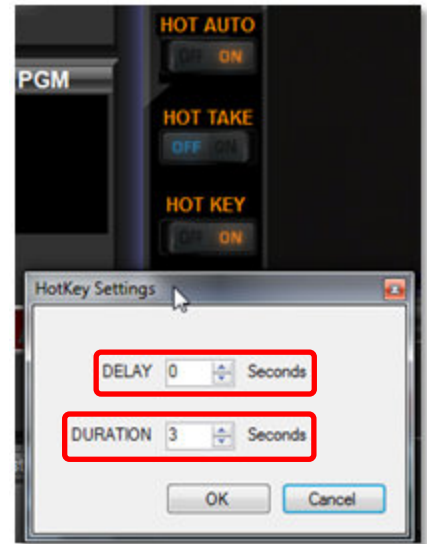 HOT AUTO
OFF ON
PGM
HOT TAKE
OFF ON
HOT KEY
OFF ON
HotKey Settings
DELAY 0 Seconds
DURATION 3 Seconds
OK Cancel